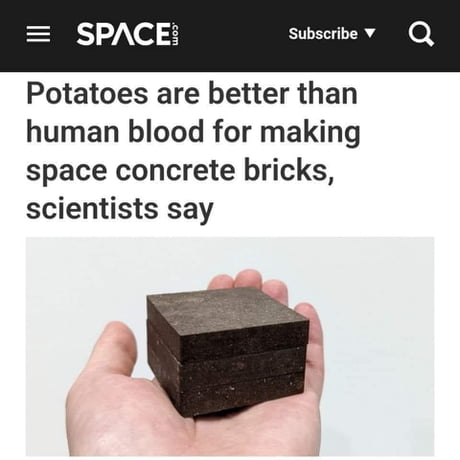 SPACE.com
Subscribe ▼
Potatoes are better than
human blood for making
space concrete bricks,
scientists say